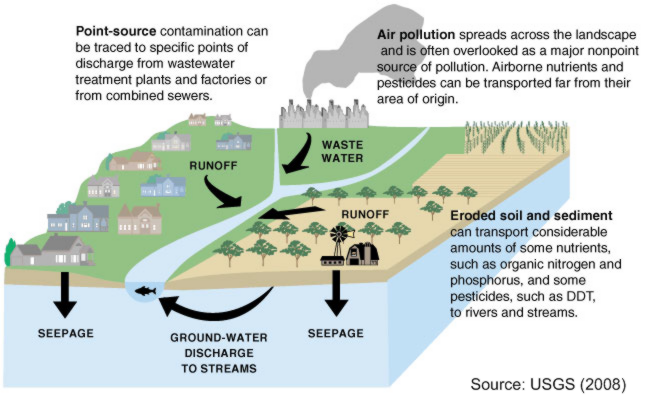 Point-source contamination can
be traced to specific points of
discharge from wastewater
treatment plants and factories or
from combined sewers.
Air pollution spreads across the landscape
and is often overlooked as a major nonpoint
source of pollution. Airborne nutrients and
pesticides can be transported far from their
area of origin.
WASTE
WATER
RUNOFF
RUNOFF
Eroded soil and sediment
can transport considerable
amounts of some nutrients,
such as organic nitrogen and
phosphorus, and some
pesticides, such as DDT,
to rivers and streams.
SEEPAGE
GROUND-WATER
DISCHARGE
TO STREAMS
SEEPAGE
Source: USGS (2008)